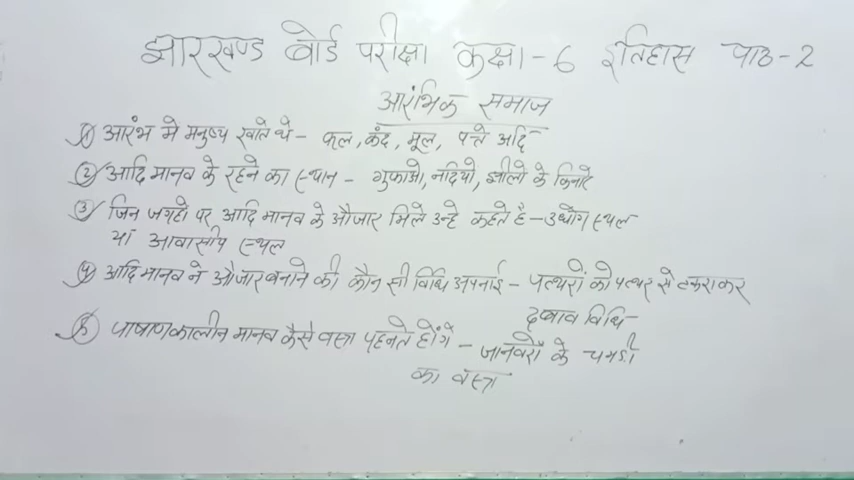 झारखण्ड बोर्ड परीक्षा कक्षा-6 इतिहास पाठ-2
आरंभिक समाज
① आरंभ मे मनुष्य खाते थे- फल, कंद, मूल, पत्ते आदि
② आदि मानव के रहने का स्थान - गुफाओ, नदियो, झीलो के किनारे
③ जिन जगहो पर आदि मानव के औजार मिले उन्हे कहते है- उधोग स्थल
या आवासीय स्थल
④ आदि मानव ने औजार बनाने की कौन सी विधि अपनाई - पत्थरों को पत्थर से टकराकर
दबाव विधि
⑤ पाषाणकालीन मानव कैसे वस्त्र पहनते होंगे - जानवरों के चमड़ी
का वस्त्र